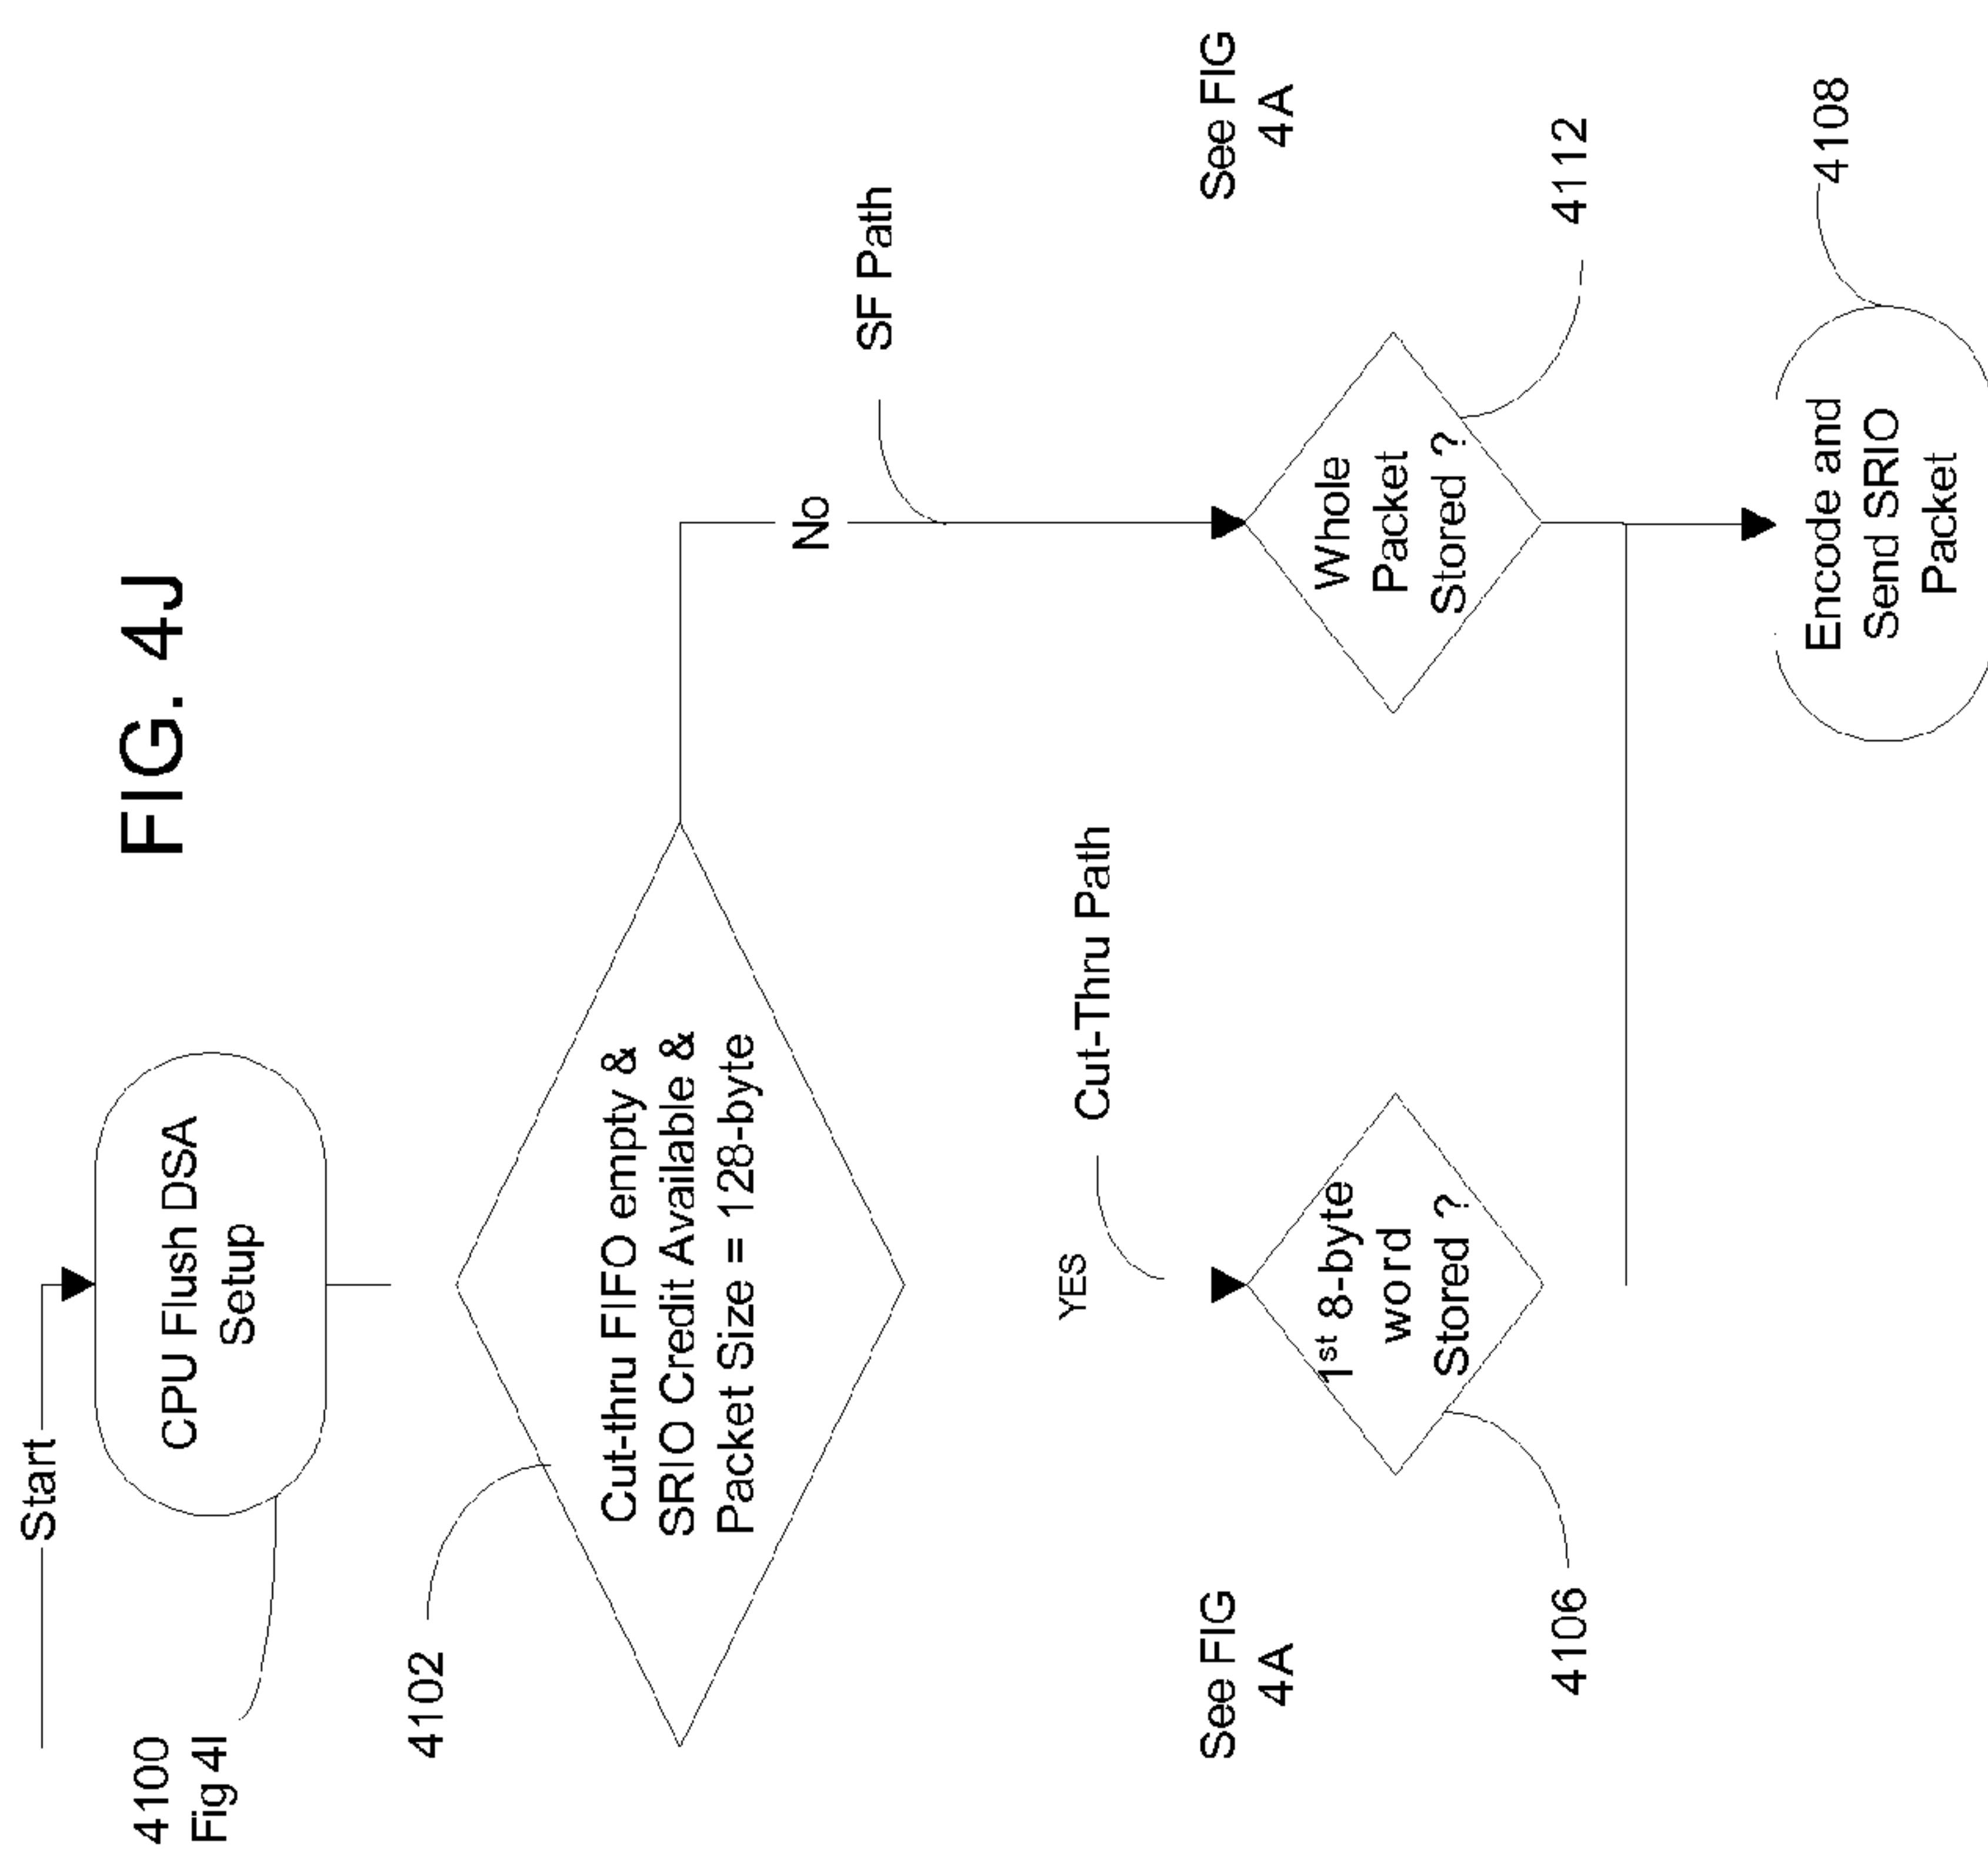 FIG. 4J
Start
4100
Fig 4I
CPU Flush DSA
Setup
4102
Cut-thru FIFO empty &
SRIO Credit Available &
Packet Size = 128-byte
No
SF Path
YES
Cut-Thru Path
See FIG
4A
1st 8-byte
word
Stored ?
4106
See FIG
4A
Whole
Packet
Stored ?
4112
Encode and
Send SRIO
Packet
4108